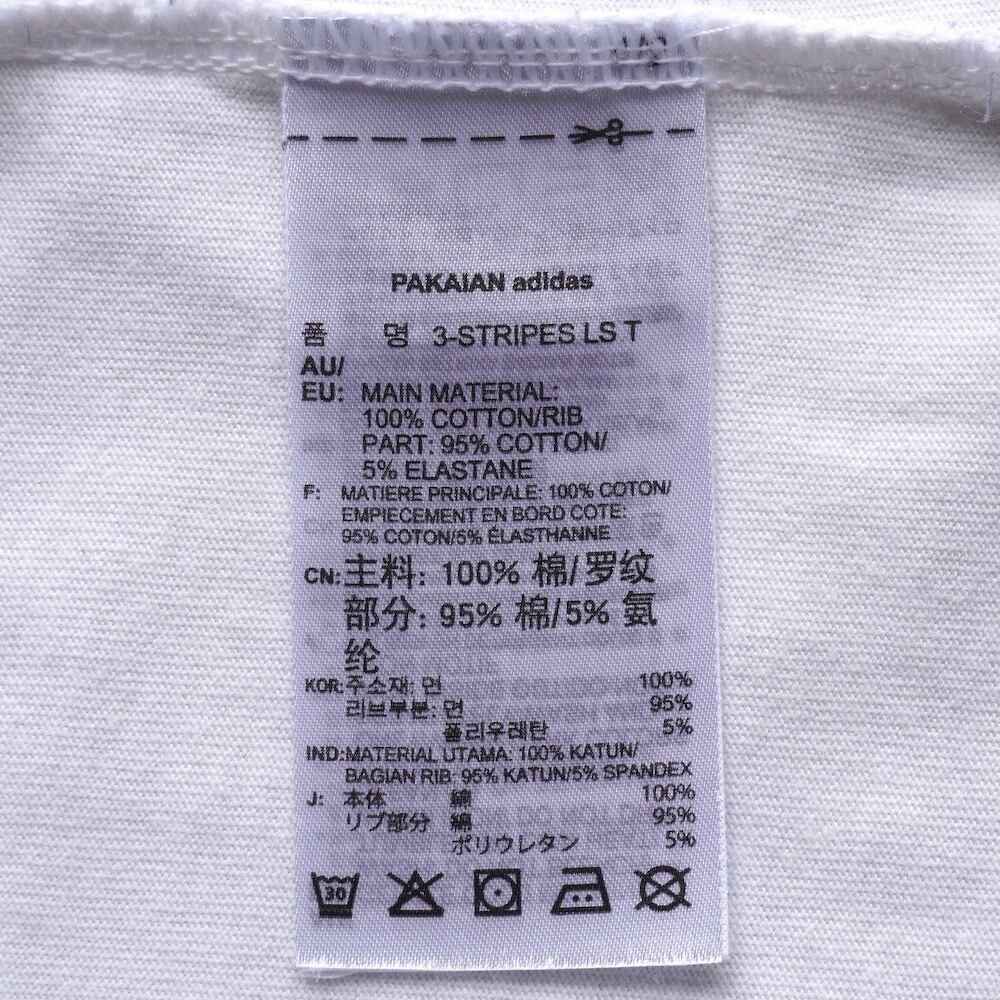 PAKAIAN adidas
품 명 3-STRIPES LS T
AU/
EU: MAIN MATERIAL:
100% COTTON/RIB
PART: 95% COTTON/
5% ELASTANE
F: MATIERE PRINCIPALE: 100% COTON/
EMPIECEMENT EN BORD COTE:
95% COTON/5% ÉLASTHANNE
CN: 主料: 100% 棉/罗纹
部分: 95% 棉/5% 氨
纶
KOR: 주소재: 면 100%
리브부분: 면 95%
폴리우레탄 5%
IND: MATERIAL UTAMA: 100% KATUN/
BAGIAN RIB: 95% KATUN/5% SPANDEX
J: 本体 綿 100%
リブ部分 綿 95%
ポリウレタン 5%
30